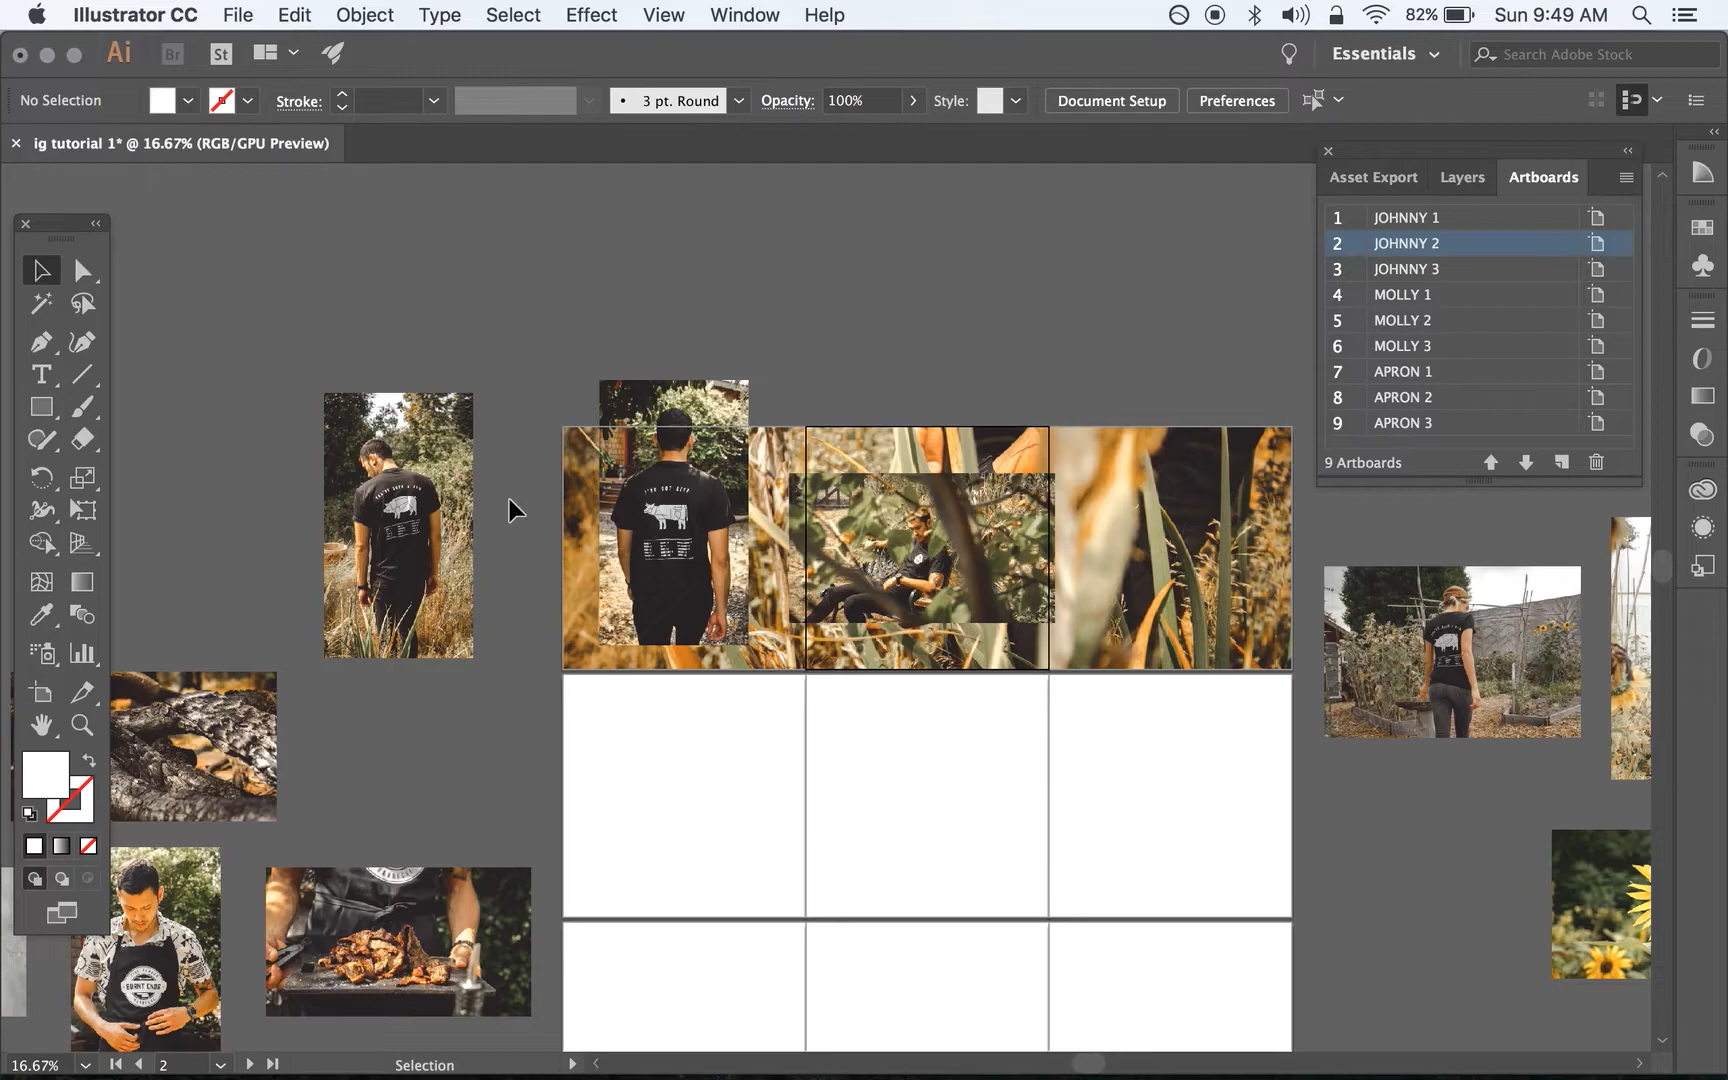 Illustrator CC File Edit Object Type Select Effect View Window Help 82% Sun 9:49 AM
Ai Br St Essentials Search Adobe Stock
No Selection Stroke: 3 pt. Round Opacity: 100% Style: Document Setup Preferences
ig tutorial 1* @ 16.67% (RGB/GPU Preview)
Asset Export Layers Artboards
1 JOHNNY 1
2 JOHNNY 2
3 JOHNNY 3
4 MOLLY 1
5 MOLLY 2
6 MOLLY 3
7 APRON 1
8 APRON 2
9 APRON 3
9 Artboards
BURNT ENDS
16.67% 2 Selection